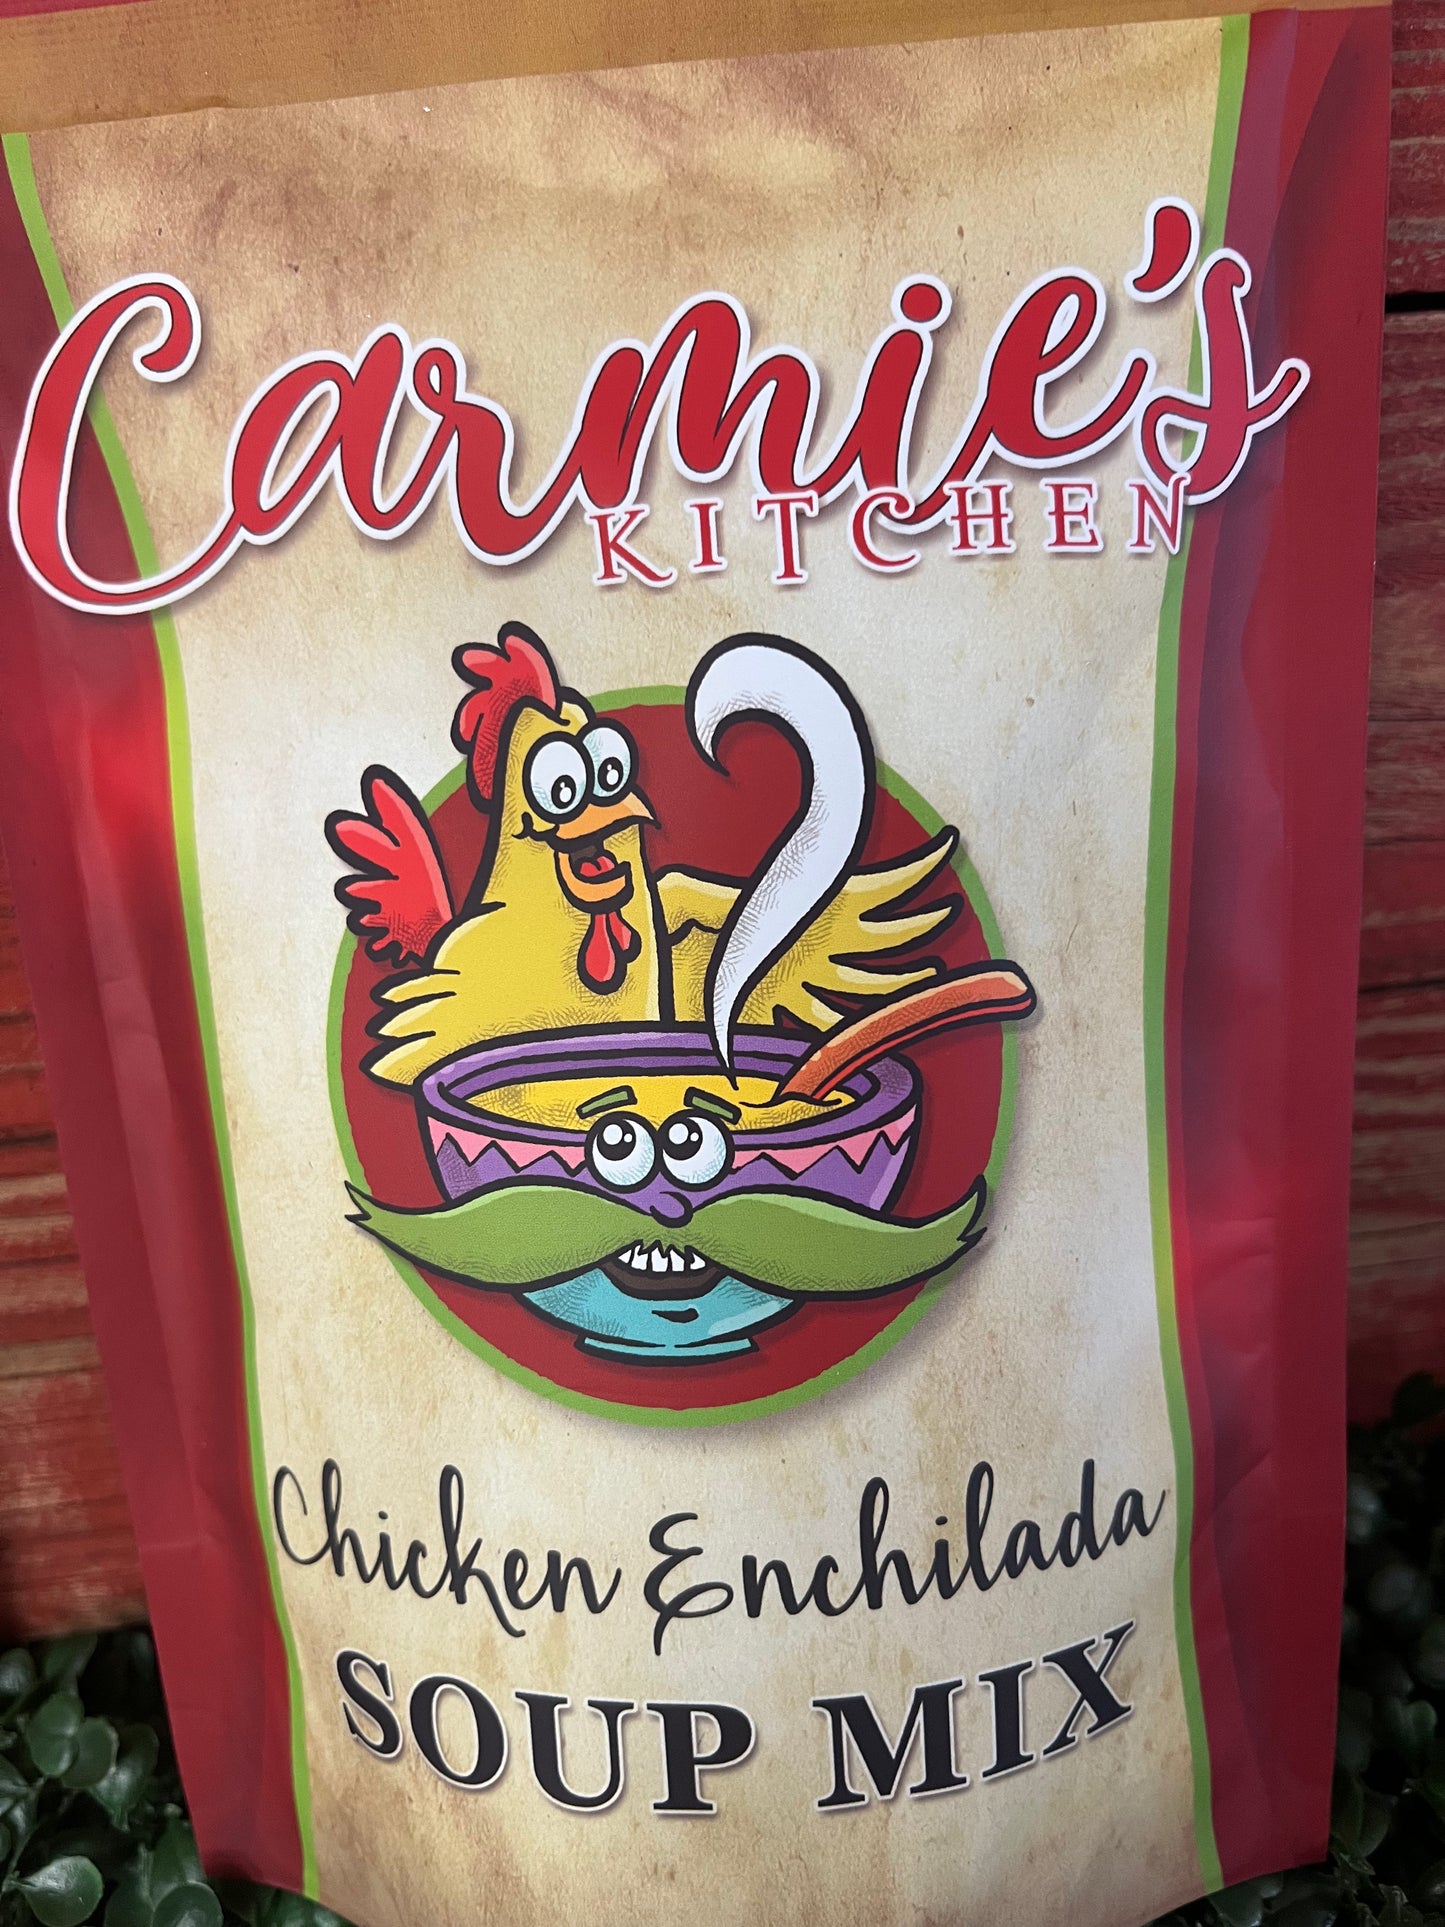 Carmie's
KITCHEN
Chicken Enchilada
SOUP MIX